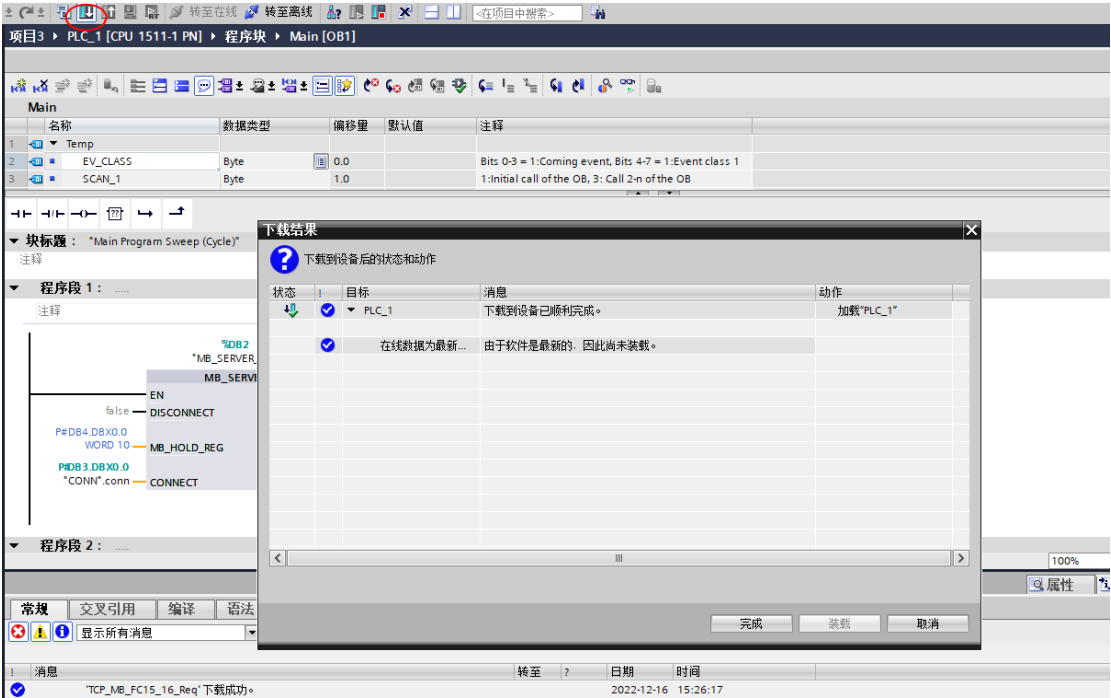 转至在线 转至离线 <在项目中搜索>
项目3 ▸ PLC_1 [CPU 1511-1 PN] ▸ 程序块 ▸ Main [OB1]
Main
名称 数据类型 偏移量 默认值 注释
1 Temp
2 EV_CLASS Byte 0.0 Bits 0-3 = 1:Coming event, Bits 4-7 = 1:Event class 1
3 SCAN_1 Byte 1.0 1:Initial call of the OB, 3: Call 2-n of the OB
块标题： "Main Program Sweep (Cycle)"
注释
程序段 1： .....
注释
%DB2
"MB_SERVER_
MB_SERV
EN
false DISCONNECT
P#DB4.DBX0.0
WORD 10 MB_HOLD_REG
P#DB3.DBX0.0
"CONN".conn CONNECT
程序段 2： .....
下载结果
下载到设备后的状态和动作
状态 ! 目标 消息 动作
PLC_1 下载到设备已顺利完成。 加载"PLC_1"
在线数据为最新... 由于软件是最新的，因此尚未装载。
完成 装载 取消
100%
属性
常规 交叉引用 编译 语法
显示所有消息
! 消息 转至 ? 日期 时间
'TCP_MB_FC15_16_Req' 下载成功。 2022-12-16 15:26:17